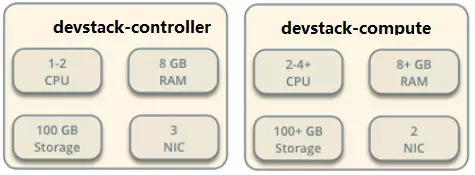 devstack-controller
1-2
CPU
8 GB
RAM
100 GB
Storage
3
NIC
devstack-compute
2-4+
CPU
8+ GB
RAM
100+ GB
Storage
2
NIC